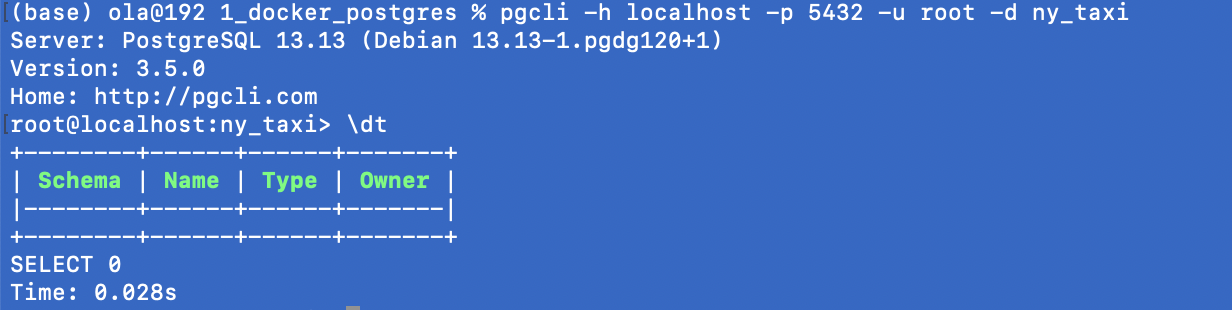 (base) ola@192 1_docker_postgres % pgcli -h localhost -p 5432 -u root -d ny_taxi
Server: PostgreSQL 13.13 (Debian 13.13-1.pgdg120+1)
Version: 3.5.0
Home: http://pgcli.com
root@localhost:ny_taxi> \dt
+--------+------+------+-------+
| Schema | Name | Type | Owner |
|--------+------+------+-------|
+--------+------+------+-------+
SELECT 0
Time: 0.028s